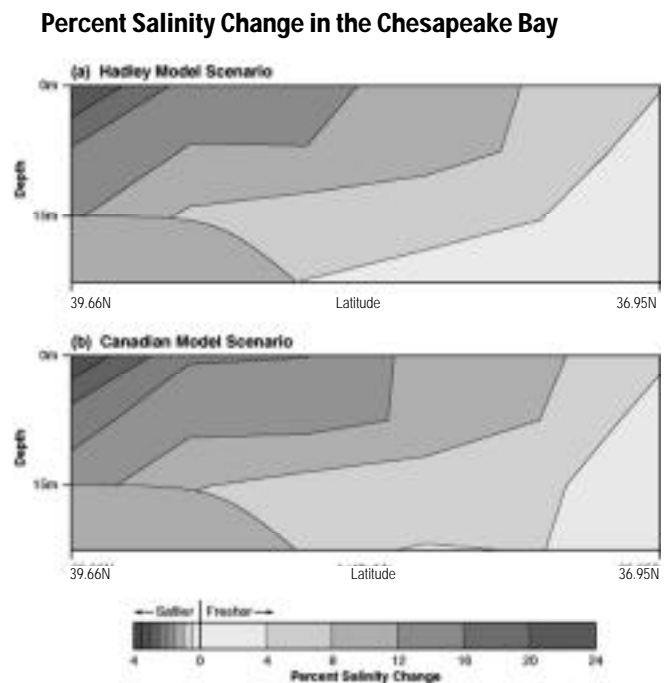 Percent Salinity Change in the Chesapeake Bay
(a) Hadley Model Scenario
0m
Depth
15m
39.66N Latitude 36.95N
(b) Canadian Model Scenario
0m
Depth
15m
39.66N Latitude 36.95N
Saltier Fresher
4 0 4 8 12 16 20 24
Percent Salinity Change